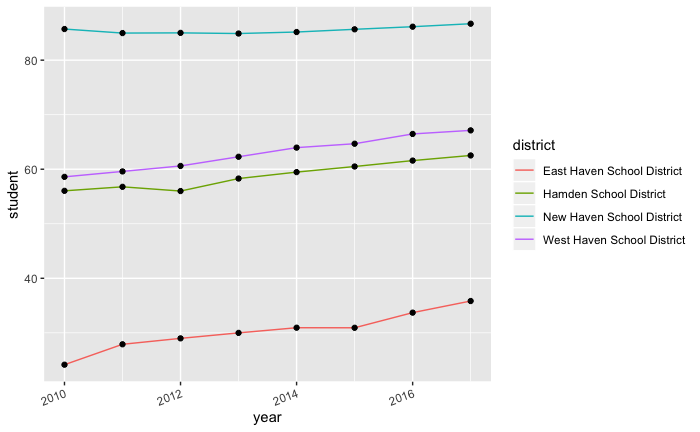 80
60
40
student
2010
2012
2014
2016
year
district
East Haven School District
Hamden School District
New Haven School District
West Haven School District